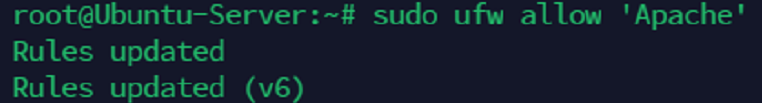 root@Ubuntu-Server:~# sudo ufw allow 'Apache'
Rules updated
Rules updated (v6)